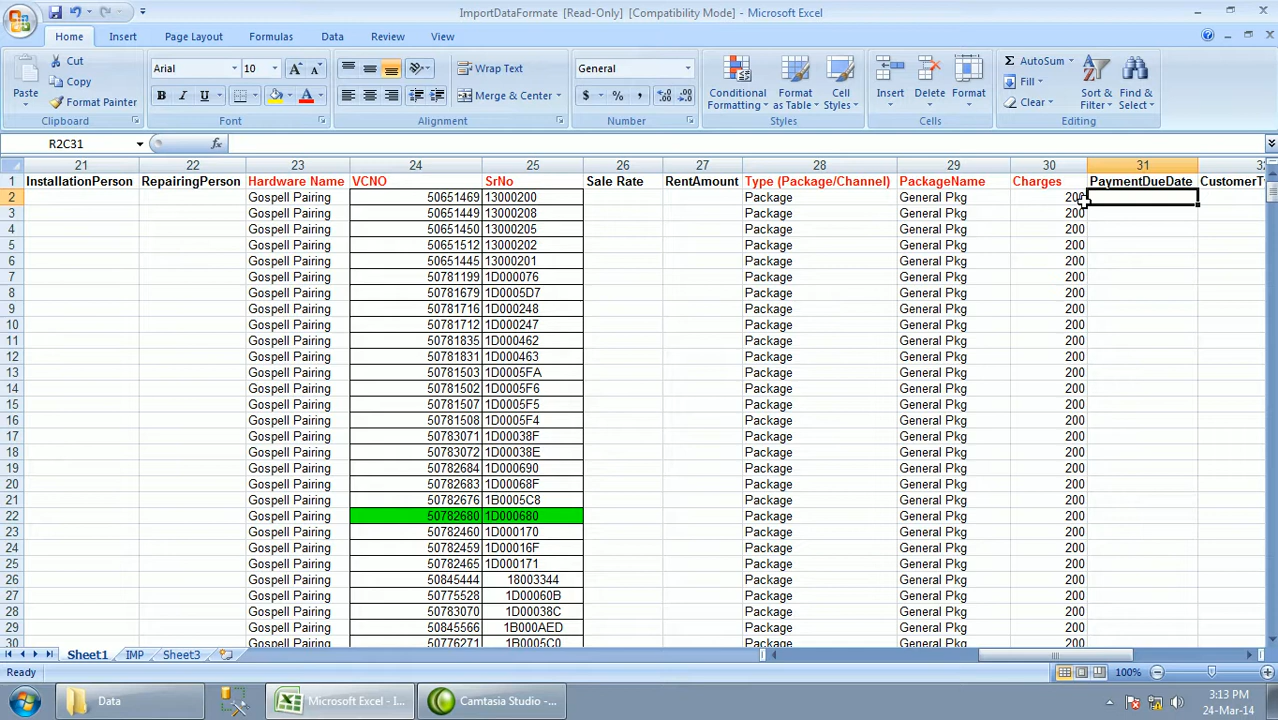 ImportDataFormate [Read-Only] [Compatibility Mode] - Microsoft Excel
Home Insert Page Layout Formulas Data Review View
Cut Arial 10 Wrap Text General AutoSum
Copy Fill
Paste Format Painter Merge & Center Conditional Formatting Format as Table Cell Styles Insert Delete Format Clear Sort & Filter Find & Select
Clipboard Font Alignment Number Styles Cells Editing
R2C31
21 22 23 24 25 26 27 28 29 30 31
1 InstallationPerson RepairingPerson Hardware Name VCNO SrNo Sale Rate RentAmount Type (Package/Channel) PackageName Charges PaymentDueDate
2 Gospell Pairing 50651469 13000200 Package General Pkg 200
3 Gospell Pairing 50651449 13000208 Package General Pkg 200
4 Gospell Pairing 50651450 13000205 Package General Pkg 200
5 Gospell Pairing 50651512 13000202 Package General Pkg 200
6 Gospell Pairing 50651445 13000201 Package General Pkg 200
7 Gospell Pairing 50781199 1D000076 Package General Pkg 200
8 Gospell Pairing 50781679 1D0005D7 Package General Pkg 200
9 Gospell Pairing 50781716 1D000248 Package General Pkg 200
10 Gospell Pairing 50781712 1D000247 Package General Pkg 200
11 Gospell Pairing 50781835 1D000462 Package General Pkg 200
12 Gospell Pairing 50781831 1D000463 Package General Pkg 200
13 Gospell Pairing 50781503 1D0005FA Package General Pkg 200
14 Gospell Pairing 50781502 1D0005F6 Package General Pkg 200
15 Gospell Pairing 50781507 1D0005F5 Package General Pkg 200
16 Gospell Pairing 50781508 1D0005F4 Package General Pkg 200
17 Gospell Pairing 50783071 1D00038F Package General Pkg 200
18 Gospell Pairing 50783072 1D00038E Package General Pkg 200
19 Gospell Pairing 50782684 1D000690 Package General Pkg 200
20 Gospell Pairing 50782683 1D00068F Package General Pkg 200
21 Gospell Pairing 50782676 1B0005C8 Package General Pkg 200
22 Gospell Pairing 50782680 1D000680 Package General Pkg 200
23 Gospell Pairing 50782460 1D000170 Package General Pkg 200
24 Gospell Pairing 50782459 1D00016F Package General Pkg 200
25 Gospell Pairing 50782465 1D000171 Package General Pkg 200
26 Gospell Pairing 50845444 18003344 Package General Pkg 200
27 Gospell Pairing 50775528 1D00060B Package General Pkg 200
28 Gospell Pairing 50783070 1D00038C Package General Pkg 200
29 Gospell Pairing 50845566 1B000AED Package General Pkg 200
30 Gospell Pairing 50776271 1B0005C0 Package General Pkg 200
Sheet1 IMP Sheet3
Ready 100%
Data Microsoft Excel - I... Camtasia Studio -... 3:13 PM
24-Mar-14